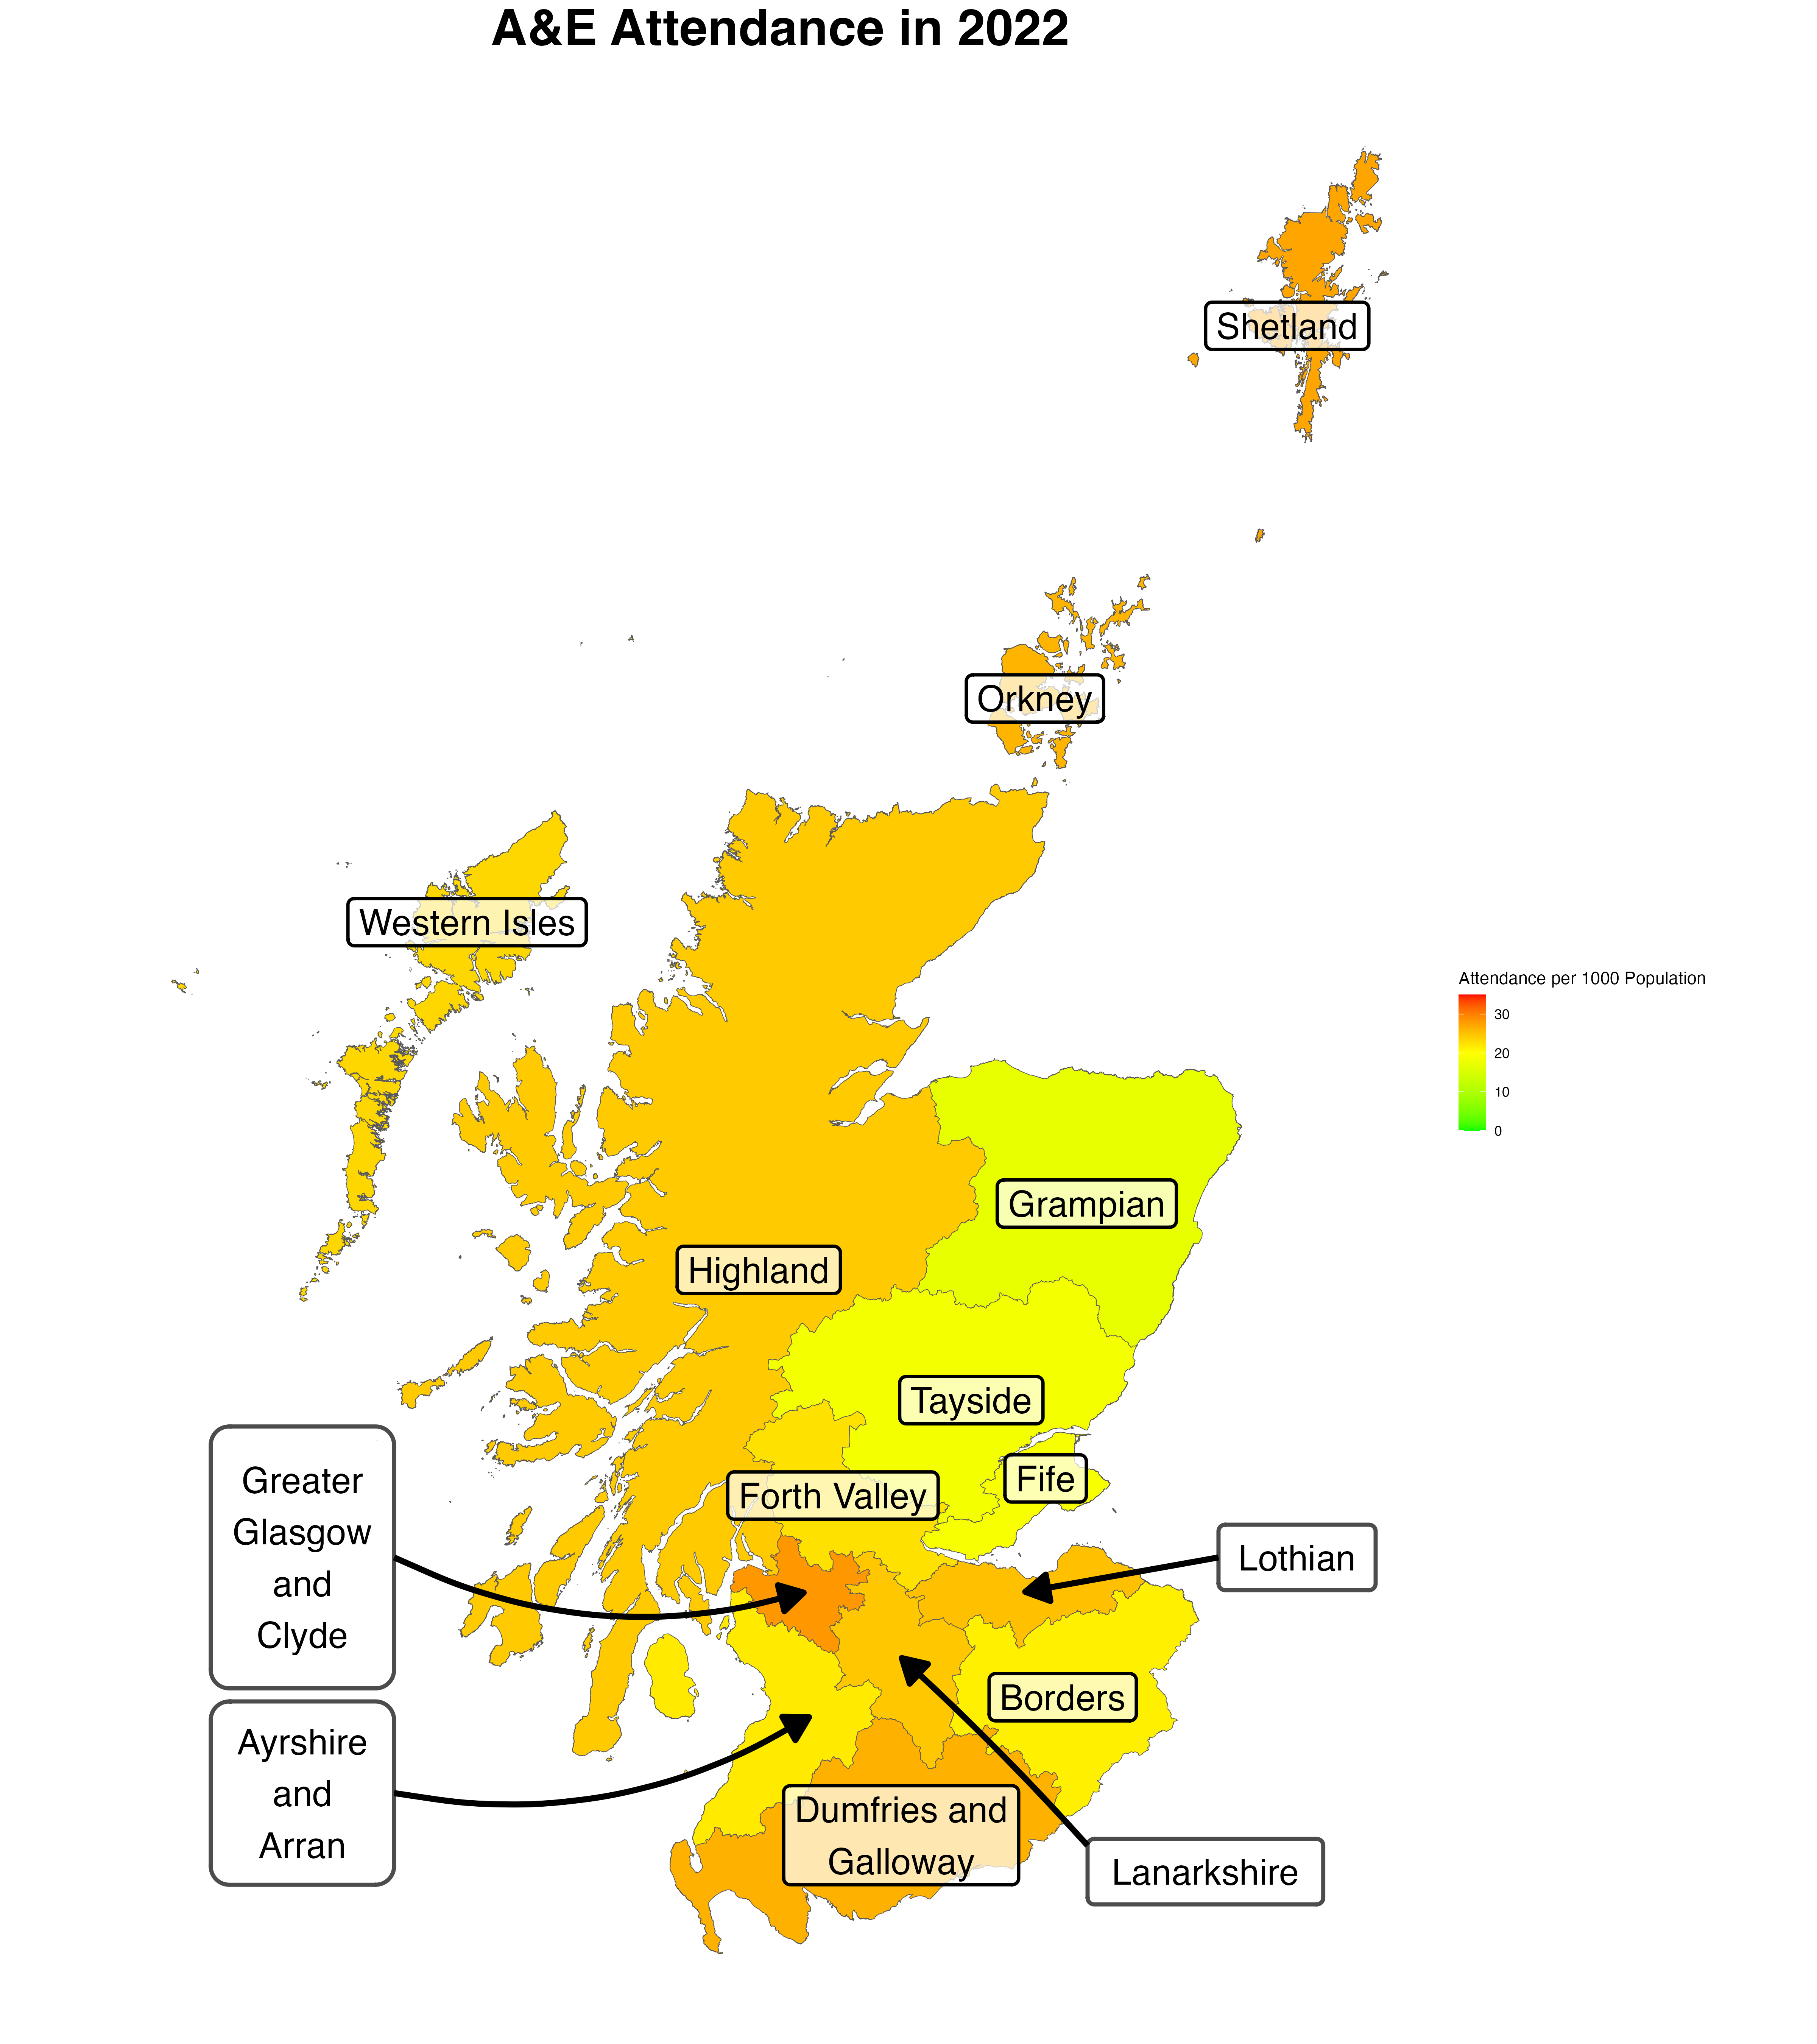 A&E Attendance in 2022
Shetland
Orkney
Western Isles
Attendance per 1000 Population
30
20
10
0
Grampian
Highland
Tayside
Fife
Forth Valley
Greater
Glasgow
and
Clyde
Lothian
Borders
Ayrshire
and
Arran
Dumfries and
Galloway
Lanarkshire